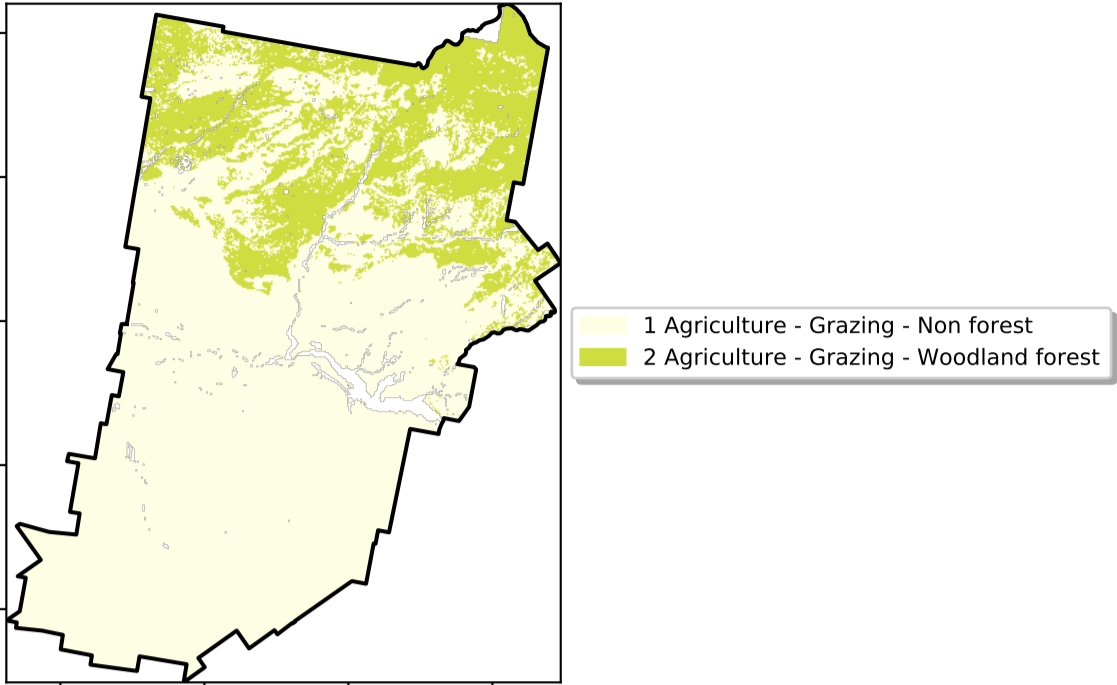 1 Agriculture - Grazing - Non forest
2 Agriculture - Grazing - Woodland forest